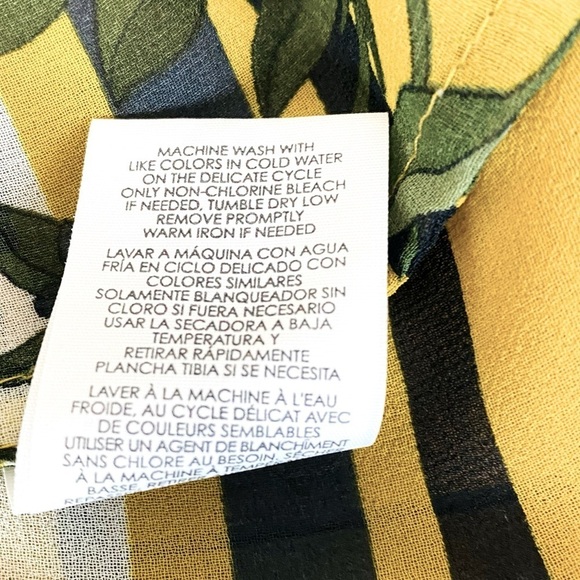 MACHINE WASH WITH
LIKE COLORS IN COLD WATER
ON THE DELICATE CYCLE
ONLY NON-CHLORINE BLEACH
IF NEEDED, TUMBLE DRY LOW
REMOVE PROMPTLY
WARM IRON IF NEEDED
LAVAR A MÁQUINA CON AGUA
FRÍA EN CICLO DELICADO CON
COLORES SIMILARES
SOLAMENTE BLANQUEADOR SIN
CLORO SI FUERA NECESARIO
USAR LA SECADORA A BAJA
TEMPERATURA Y
RETIRAR RÁPIDAMENTE
PLANCHA TIBIA SI SE NECESITA
LAVER À LA MACHINE À L'EAU
FROIDE, AU CYCLE DÉLICAT AVEC
DE COULEURS SEMBLABLES
UTILISER UN AGENT DE BLANCHIMENT
SANS CHLORE AU BESOIN,
À LA MACHINE À
BASSE,